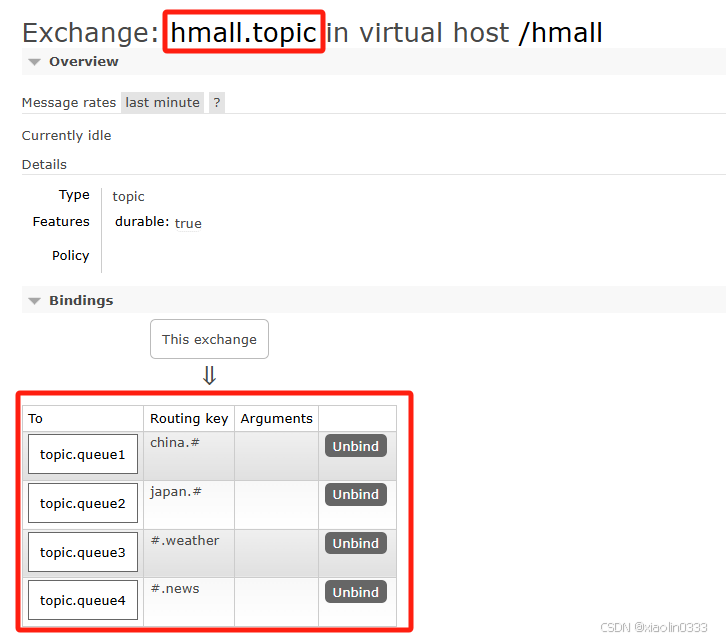 Exchange: hmall.topic in virtual host /hmall
Overview
Message rates last minute ?
Currently idle
Details
Type topic
Features durable: true
Policy
Bindings
This exchange
⇓
To Routing key Arguments
topic.queue1 china.# Unbind
topic.queue2 japan.# Unbind
topic.queue3 #.weather Unbind
topic.queue4 #.news Unbind
CSDN @xiaolin0333